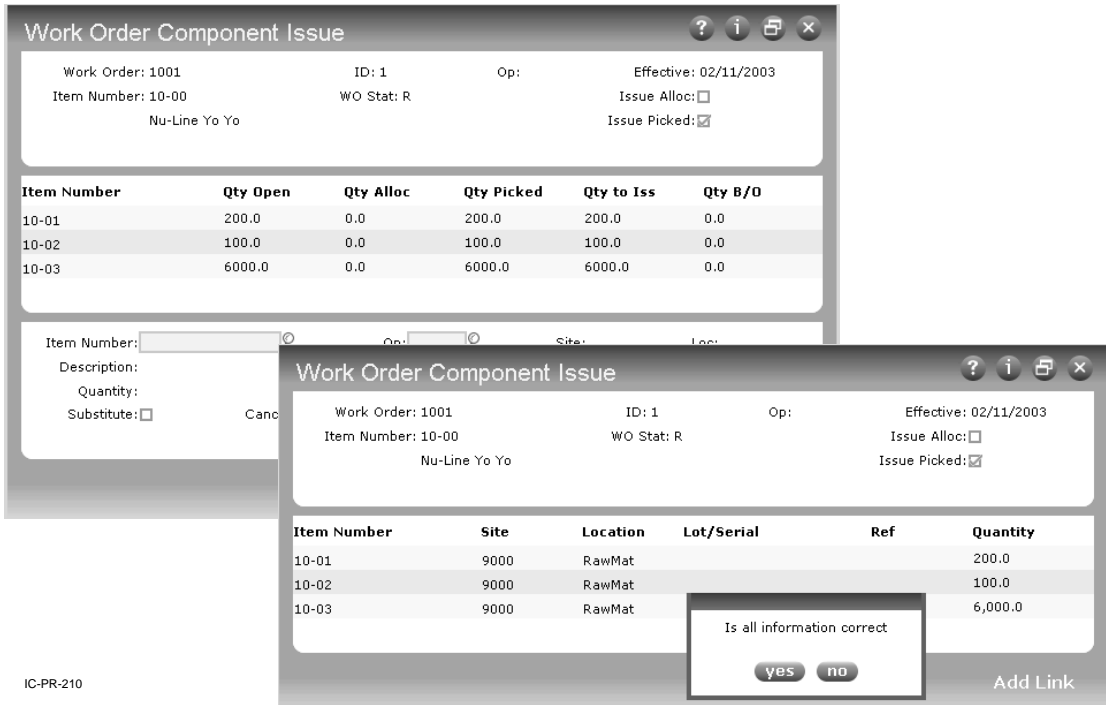 Work Order Component Issue
Work Order: 1001 ID: 1 Op: Effective: 02/11/2003
Item Number: 10-00 WO Stat: R Issue Alloc:
Nu-Line Yo Yo Issue Picked:
Item Number Qty Open Qty Alloc Qty Picked Qty to Iss Qty B/O
10-01 200.0 0.0 200.0 200.0 0.0
10-02 100.0 0.0 100.0 100.0 0.0
10-03 6000.0 0.0 6000.0 6000.0 0.0
Item Number: Op: Site: Loc:
Description:
Quantity:
Substitute: Canc
Work Order Component Issue
Work Order: 1001 ID: 1 Op: Effective: 02/11/2003
Item Number: 10-00 WO Stat: R Issue Alloc:
Nu-Line Yo Yo Issue Picked:
Item Number Site Location Lot/Serial Ref Quantity
10-01 9000 RawMat 200.0
10-02 9000 RawMat 100.0
10-03 9000 RawMat 6,000.0
Is all information correct
yes no
Add Link
IC-PR-210